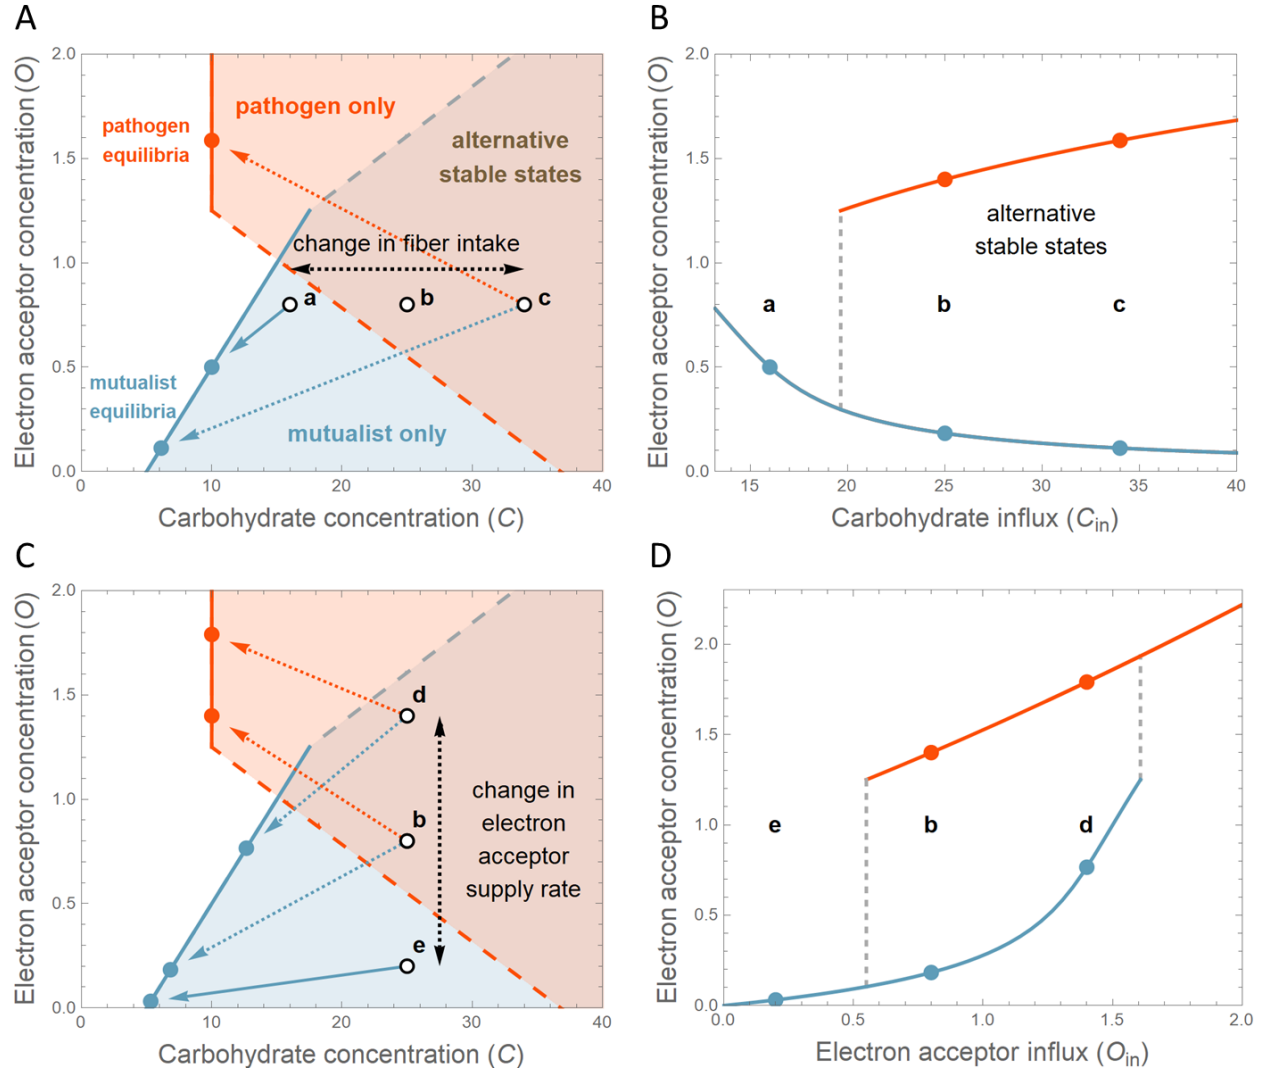 A
Electron acceptor concentration (O)
2.0
1.5
1.0
0.5
0.0
pathogen only
pathogen
equilibria
alternative
stable states
change in fiber intake
a
b
c
mutualist
equilibria
mutualist only
0
10
20
30
40
Carbohydrate concentration (C)
B
Electron acceptor concentration (O)
2.0
1.5
1.0
0.5
0.0
alternative
stable states
a
b
c
15
20
25
30
35
40
Carbohydrate influx (Cin)
C
Electron acceptor concentration (O)
2.0
1.5
1.0
0.5
0.0
d
b
e
change in
electron
acceptor
supply rate
0
10
20
30
40
Carbohydrate concentration (C)
D
Electron acceptor concentration (O)
2.0
1.5
1.0
0.5
0.0
e
b
d
0.0
0.5
1.0
1.5
2.0
Electron acceptor influx (Oin)